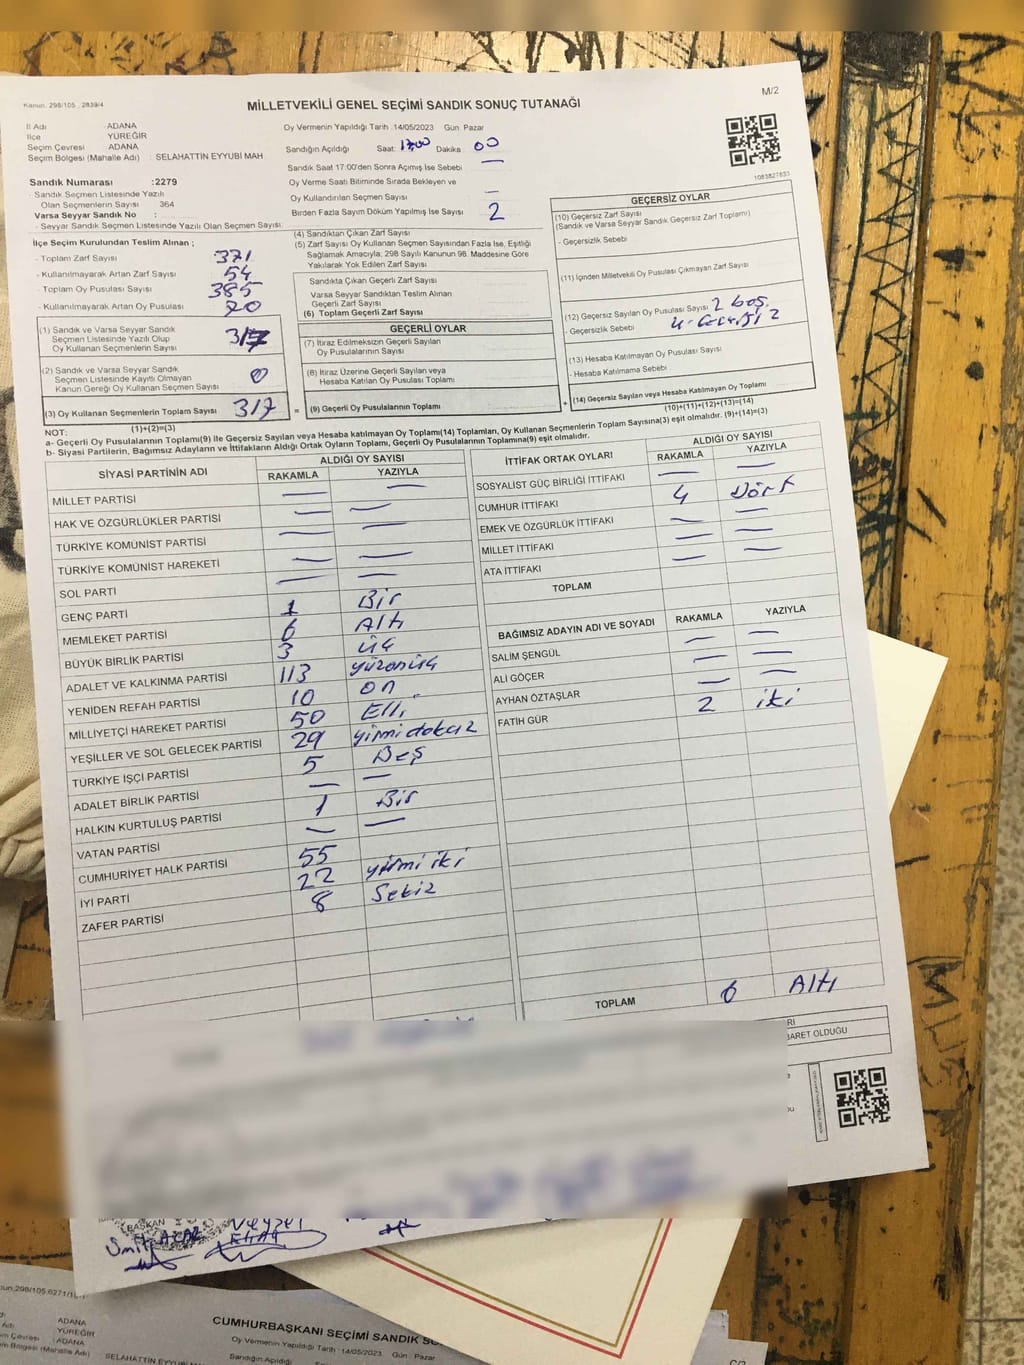 Kanun. 298/105 , 2839/4
MİLLETVEKİLİ GENEL SEÇİMİ SANDIK SONUÇ TUTANAĞI
M/2
İl Adı : ADANA
İlçe : YÜREĞİR
Seçim Çevresi : ADANA
Seçim Bölgesi (Mahalle Adı) : SELAHATTİN EYYUBİ MAH
Oy Vermenin Yapıldığı Tarih :14/05/2023 Gün: Pazar
Sandığın Açıldığı Saat: 17:00 Dakika: 00
Sandık Saat 17:00'den Sonra Açılmış İse Sebebi —
Oy Verme Saati Bitiminde Sırada Bekleyen ve
Oy Kullandırılan Seçmen Sayısı —
Birden Fazla Sayım Döküm Yapılmış İse Sayısı 2
1083827833
Sandık Numarası :2279
- Sandık Seçmen Listesinde Yazılı
Olan Seçmenlerin Sayısı : 364
Varsa Seyyar Sandık No :
- Seyyar Sandık Seçmen Listesinde Yazılı Olan Seçmen Sayısı :
İlçe Seçim Kurulundan Teslim Alınan ;
- Toplam Zarf Sayısı : 371
- Kullanılmayarak Artan Zarf Sayısı : 54
- Toplam Oy Pusulası : 385
- Kullanılmayarak Artan Oy Pusulası :
(1) Sandık ve Varsa Seyyar Sandık
Seçmen Listesinde Yazılı Olup
Oy Kullanan Seçmenlerin Sayısı : 317
(2) Sandık ve Varsa Seyyar Sandık
Seçmen Listesinde Kayıtlı Olmayan
Kanun Gereği Oy Kullanan Seçmen Sayısı : 0
(3) Oy Kullanan Seçmenlerin Toplam Sayısı 317
(1)+(2)=(3)
(4) Sandıktan Çıkan Zarf Sayısı
(5) Zarf Sayısı Oy Kullanan Seçmen Sayısından Fazla İse, Eşitliği
Sağlamak Amacıyla; 298 Sayılı Kanunun 98. Maddesine Göre
Yakılarak Yok Edilen Zarf Sayısı
Sandıkta Çıkan Geçerli Zarf Sayısı
Varsa Seyyar Sandıktan Teslim Alınan
Geçerli Zarf Sayısı
(6) Toplam Geçerli Zarf Sayısı
GEÇERLİ OYLAR
(7) İtiraz Edilmeksizin Geçerli Sayılan
Oy Pusulalarının Sayısı
(8) İtiraz Üzerine Geçerli Sayılan veya
Hesaba Katılan Oy Pusulası Toplamı
= (9) Geçerli Oy Pusulalarının Toplamı +
GEÇERSİZ OYLAR
(10) Geçersiz Zarf Sayısı
(Sandık ve Varsa Seyyar Sandık Geçersiz Zarf Toplamı)
- Geçersizlik Sebebi
(11) İçinden Milletvekili Oy Pusulası Çıkmayan Zarf Sayısı
(12) Geçersiz Sayılan Oy Pusulası Sayısı 2 boş.
- Geçersizlik Sebebi
(13) Hesaba Katılmayan Oy Pusulası Sayısı
- Hesaba Katılmama Sebebi
(14) Geçersiz Sayılan veya Hesaba Katılmayan Oy Toplamı
(10)+(11)+(12)+(13)=(14)
NOT:
a- Geçerli Oy Pusulalarının Toplamı(9) ile Geçersiz Sayılan veya Hesaba katılmayan Oy Toplamı(14) Toplamları, Oy Kullanan Seçmenlerin Toplam Sayısına(3) eşit olmalıdır. (9)+(14)=(3)
b- Siyasi Partilerin, Bağımsız Adayların ve İttifakların Aldığı Ortak Oyların Toplamı, Geçerli Oy Pusulalarının Toplamına(9) eşit olmalıdır.
SİYASİ PARTİNİN ADI ALDIĞI OY SAYISI
RAKAMLA YAZIYLA
MİLLET PARTİSİ — —
HAK VE ÖZGÜRLÜKLER PARTİSİ — —
TÜRKİYE KOMÜNİST PARTİSİ — —
TÜRKİYE KOMÜNİST HAREKETİ — —
SOL PARTİ — —
GENÇ PARTİ 1 Bir
MEMLEKET PARTİSİ 6 Altı
BÜYÜK BİRLİK PARTİSİ 3 üç
ADALET VE KALKINMA PARTİSİ 113 yüzonüç
YENİDEN REFAH PARTİSİ 10 on
MİLLİYETÇİ HAREKET PARTİSİ 50 Elli
YEŞİLLER VE SOL GELECEK PARTİSİ 29 yirmi dokuz
TÜRKİYE İŞÇİ PARTİSİ 5 Beş
ADALET BİRLİK PARTİSİ — —
HALKIN KURTULUŞ PARTİSİ 1 Bir
VATAN PARTİSİ — —
CUMHURİYET HALK PARTİSİ 55
İYİ PARTİ 22 yirmi iki
ZAFER PARTİSİ 8 Sekiz
İTTİFAK ORTAK OYLARI ALDIĞI OY SAYISI
RAKAMLA YAZIYLA
SOSYALİST GÜÇ BİRLİĞİ İTTİFAKI — —
CUMHUR İTTİFAKI 4 Dört
EMEK VE ÖZGÜRLÜK İTTİFAKI — —
MİLLET İTTİFAKI — —
ATA İTTİFAKI — —
TOPLAM
BAĞIMSIZ ADAYIN ADI VE SOYADI RAKAMLA YAZIYLA
SALİM ŞENGÜL — —
ALİ GÖÇER — —
AYHAN ÖZTAŞLAR — —
FATİH GÜR 2 iki
TOPLAM 6 Altı
RI
BARET OLDUĞU
BAŞKAN
Ümit ACAR
Veysel
CUMHURBAŞKANI SEÇİMİ SANDIK SO
Oy Vermenin Yapıldığı Tarih :14/05/2023 Gün: Pazar
Sandığın Açıldığı
ADANA
YÜREĞİR
ADANA
SELAHATTİN EYYUBİ